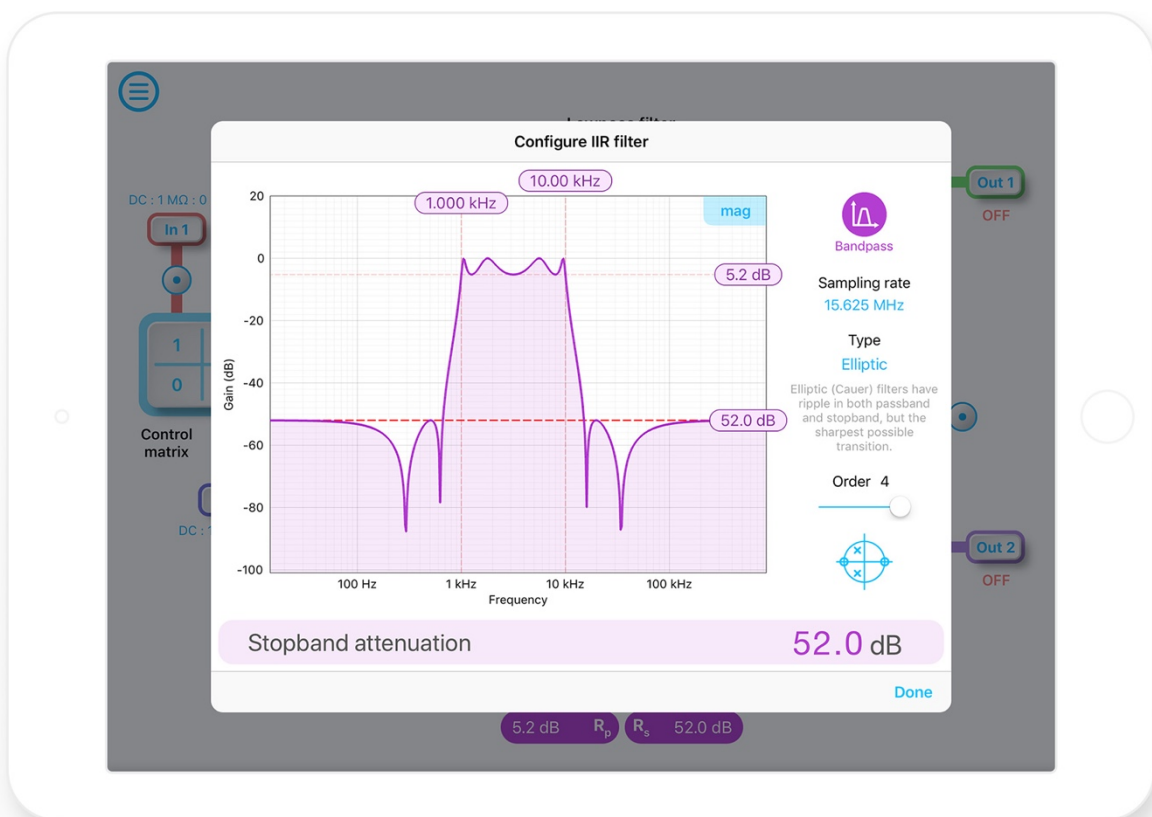 Lowpass filter
Configure IIR filter
10.00 kHz
1.000 kHz
mag
20
0
-20
-40
-60
-80
-100
Gain (dB)
5.2 dB
52.0 dB
100 Hz
1 kHz
10 kHz
100 kHz
Frequency
Bandpass
Sampling rate
15.625 MHz
Type
Elliptic
Elliptic (Cauer) filters have
ripple in both passband
and stopband, but the
sharpest possible
transition.
Order 4
Stopband attenuation
52.0 dB
Done
DC : 1 MΩ : 0
In 1
1
0
Control
matrix
DC :
Out 1
OFF
Out 2
OFF
5.2 dB Rp
Rs 52.0 dB